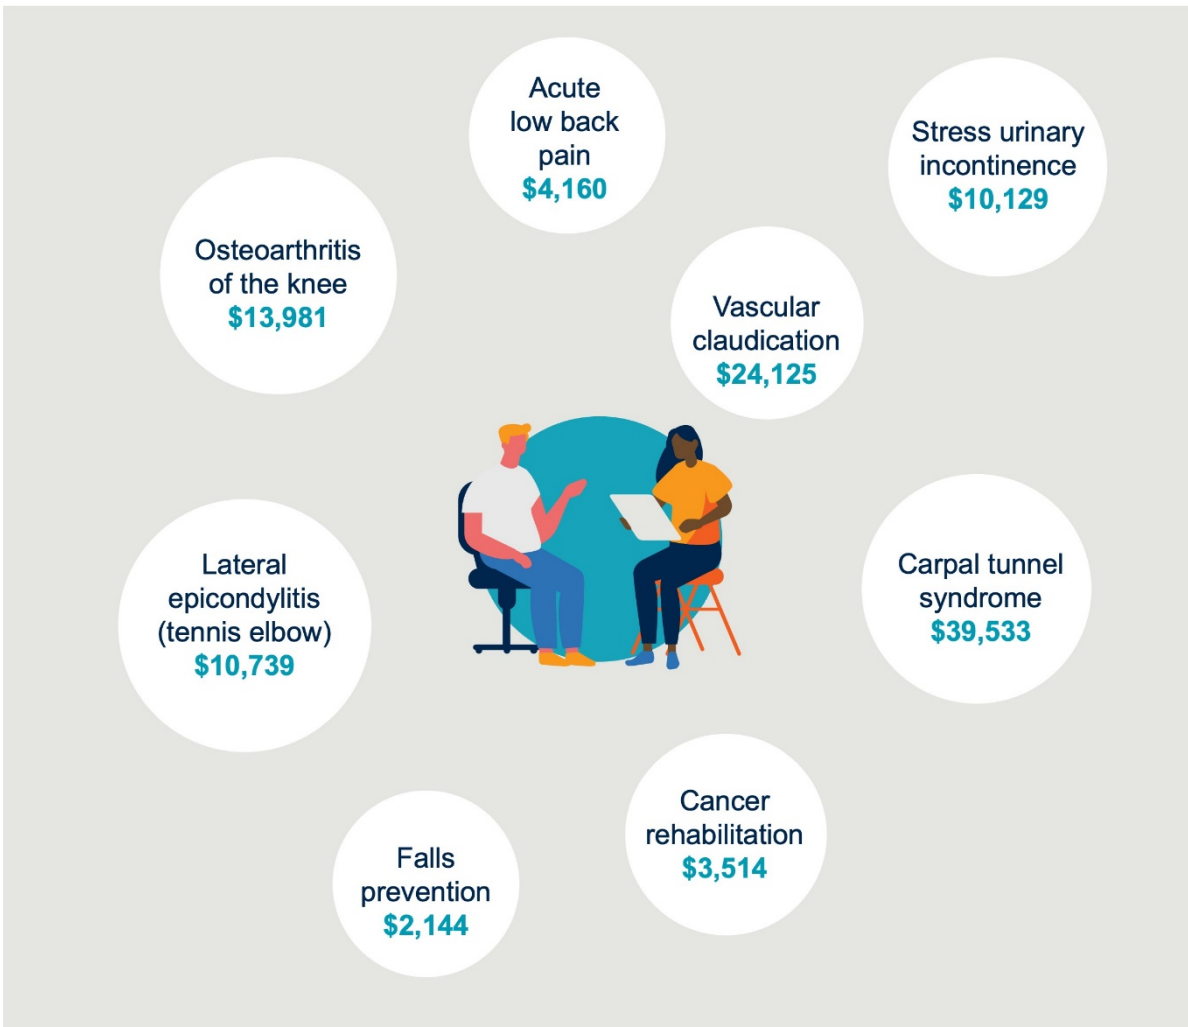 Acute
low back
pain
$4,160
Stress urinary
incontinence
$10,129
Osteoarthritis
of the knee
$13,981
Vascular
claudication
$24,125
Lateral
epicondylitis
(tennis elbow)
$10,739
Carpal tunnel
syndrome
$39,533
Cancer
rehabilitation
$3,514
Falls
prevention
$2,144